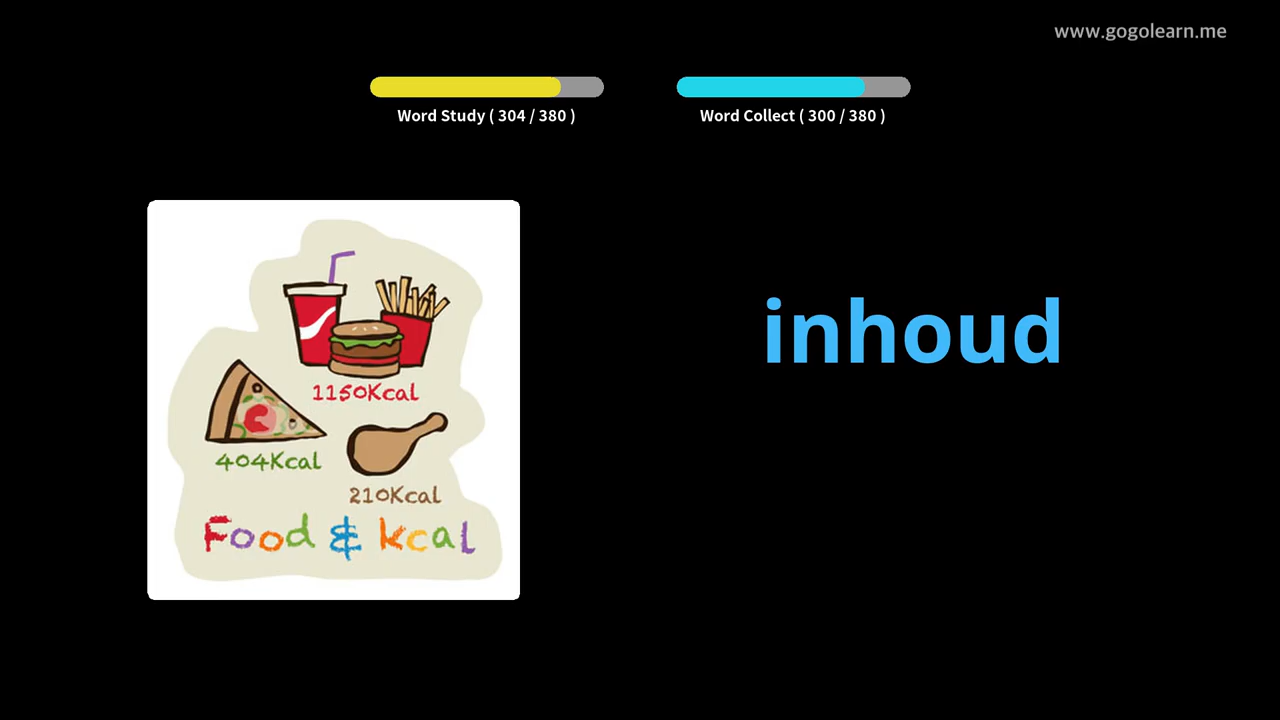 www.gogolearn.me
Word Study ( 304 / 380 )
Word Collect ( 300 / 380 )
inhoud
1150Kcal
404Kcal
210Kcal
Food & kcal